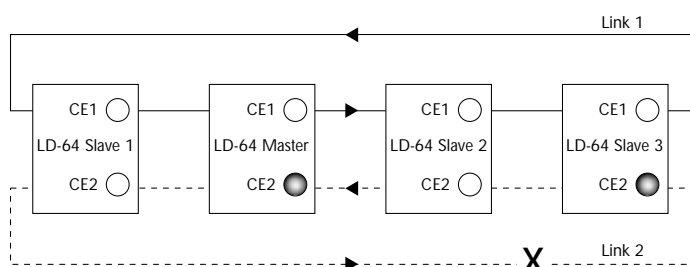 Link 1
CE1 CE1 CE1 CE1
LD-64 Slave 1 LD-64 Master LD-64 Slave 2 LD-64 Slave 3
CE2 CE2 CE2 CE2
X Link 2